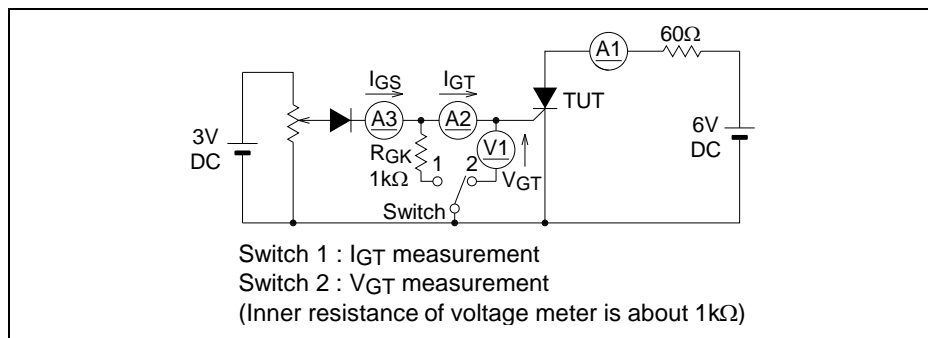 60Ω
A1
IGS
IGT
A3
A2
TUT
3V
DC
RGK
1kΩ
1
2
V1
VGT
6V
DC
Switch
Switch 1 : IGT measurement
Switch 2 : VGT measurement
(Inner resistance of voltage meter is about 1kΩ)